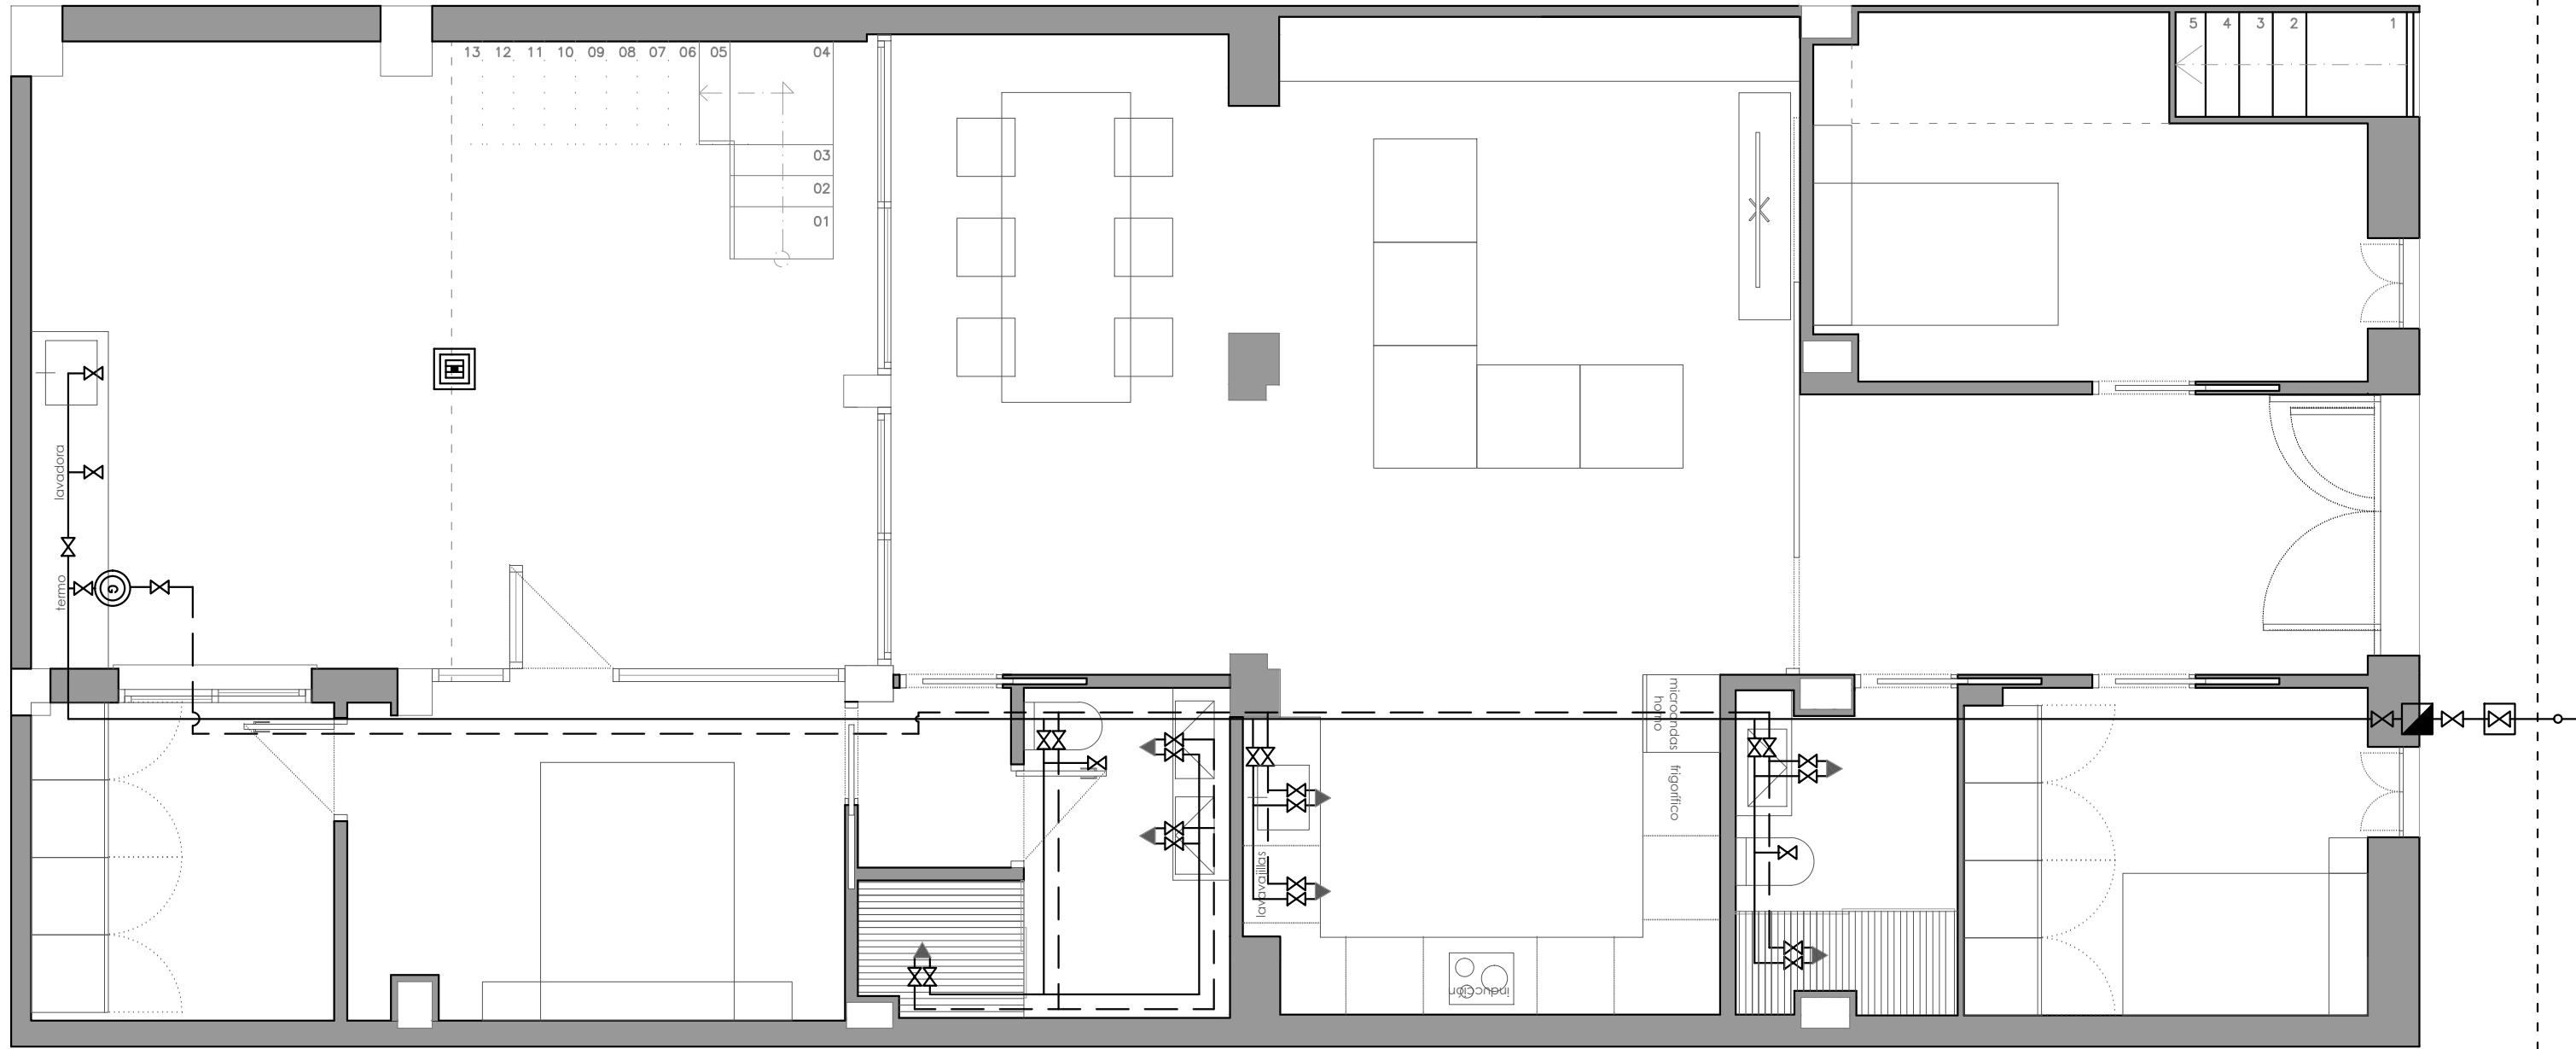 13 12 11 10 09 08 07 06 05 04
03
02
01
5 4 3 2 1
lavadora
termo
G
microondas
horno
frigorífico
lavavajillas
inducción